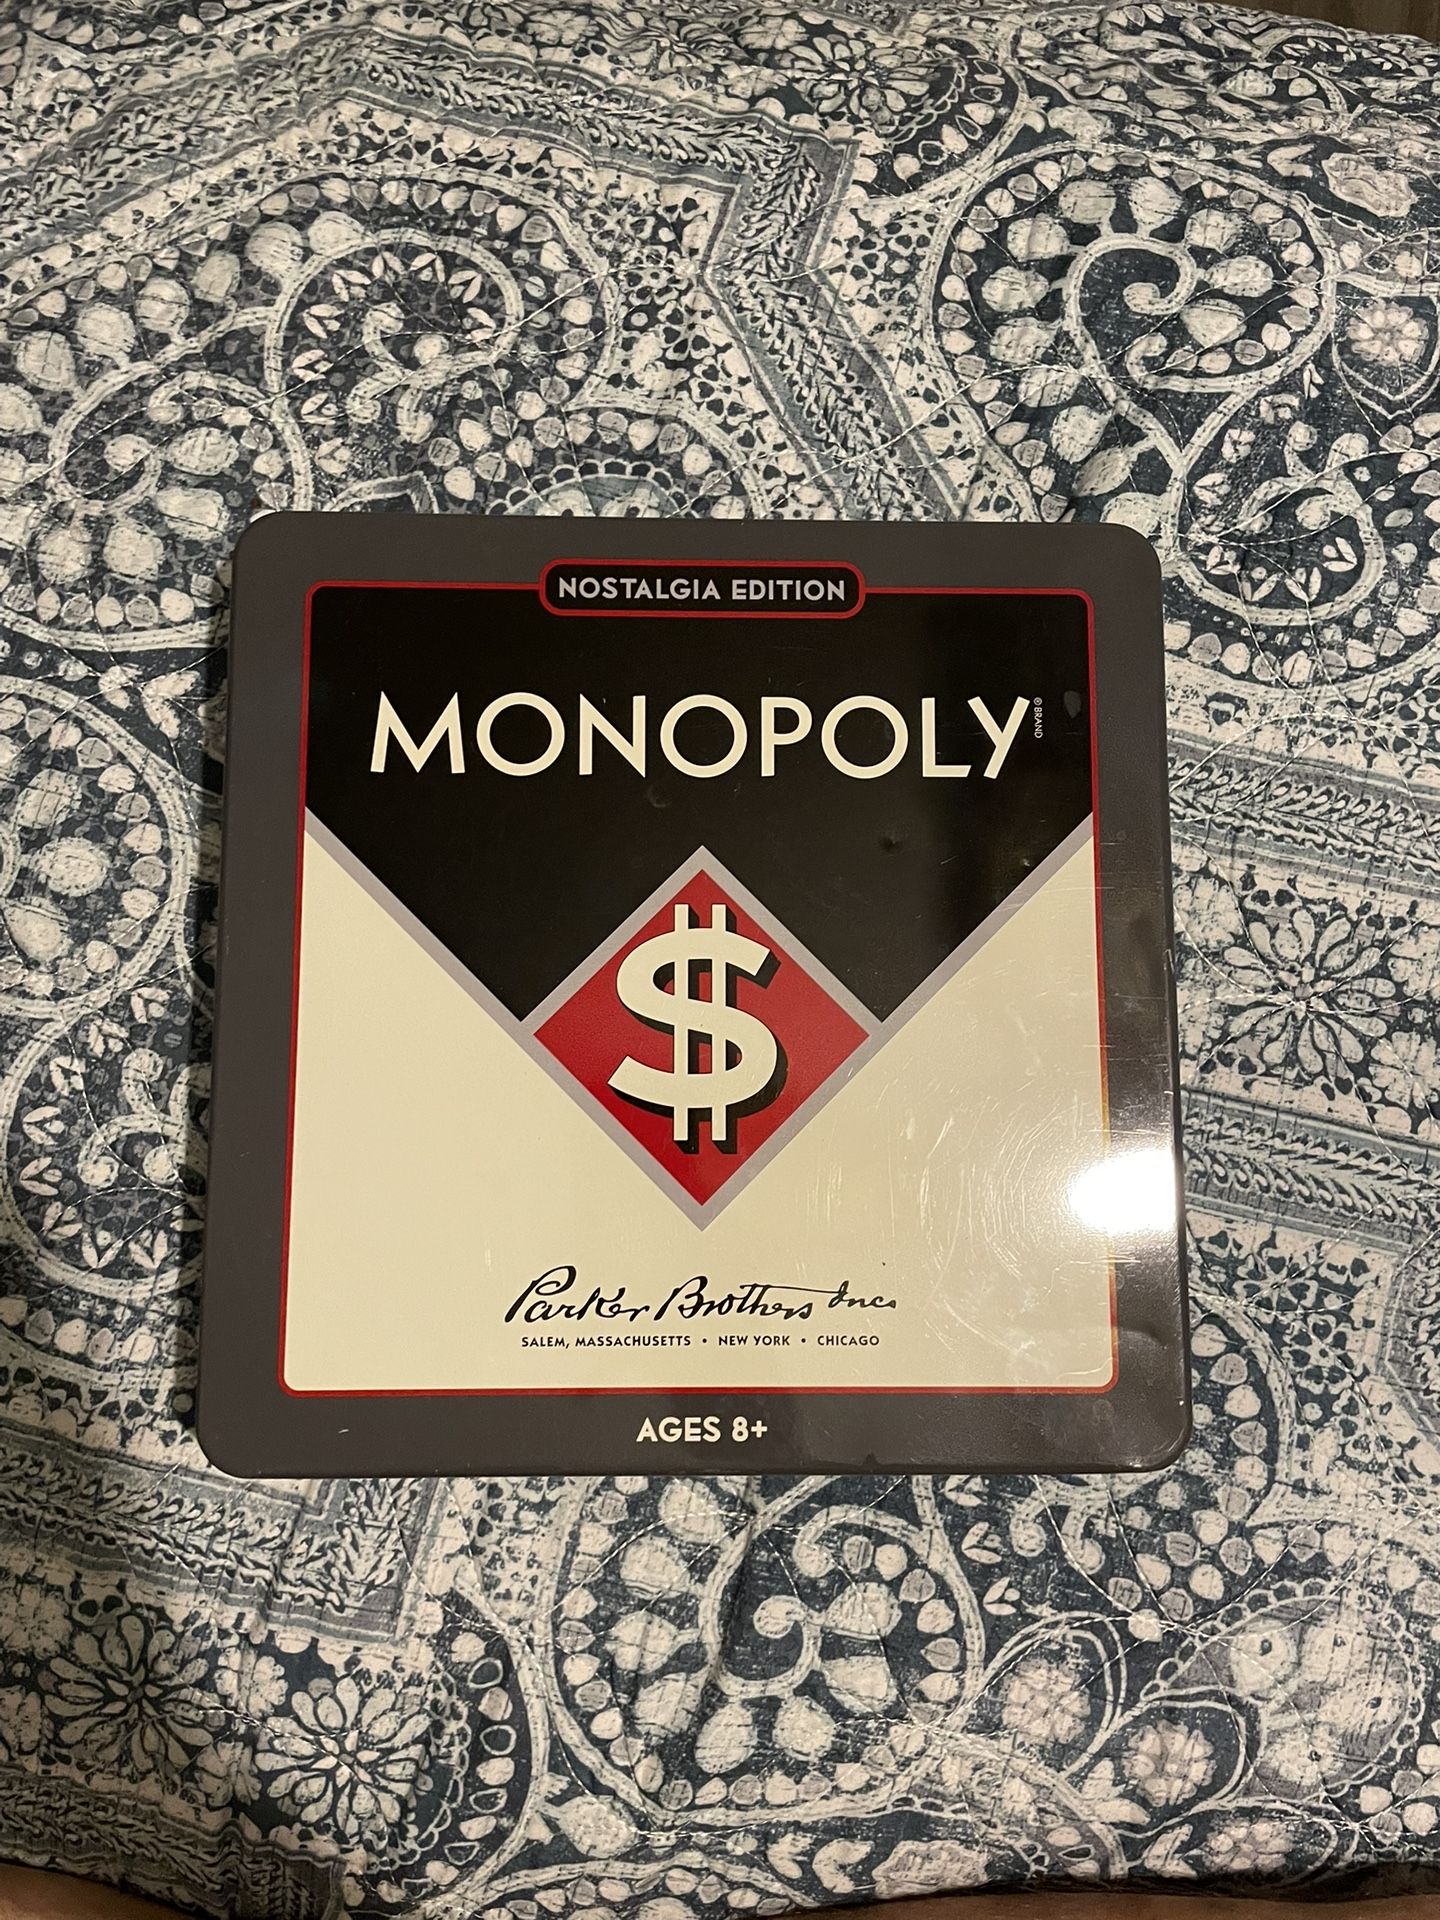 NOSTALGIA EDITION
MONOPOLY
® BRAND
$
Parker Brothers Inc.
SALEM, MASSACHUSETTS • NEW YORK • CHICAGO
AGES 8+